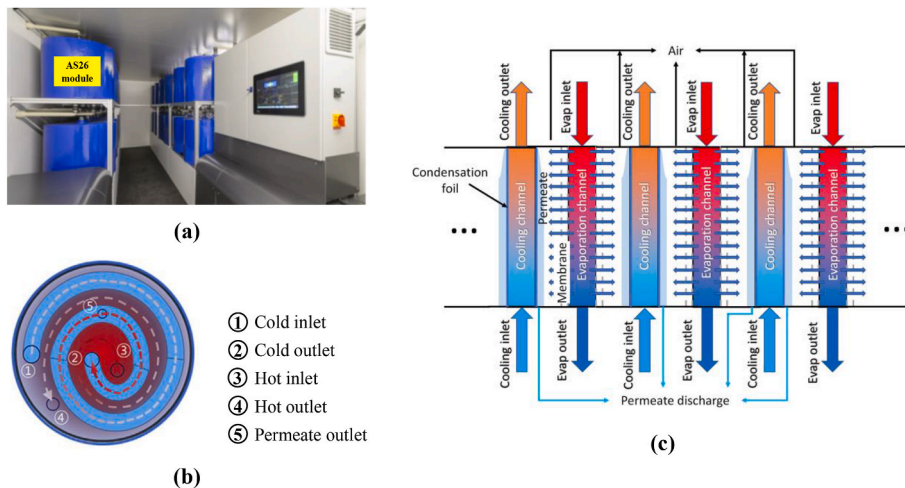 AS26
module
(a)
①
②
③
④
⑤
① Cold inlet
② Cold outlet
③ Hot inlet
④ Hot outlet
⑤ Permeate outlet
(b)
Air
Cooling outlet
Evap inlet
Cooling outlet
Evap inlet
Cooling outlet
Evap inlet
Condensation
foil
Cooling channel
Permeate
Membrane
Evaporation channel
Cooling channel
Evaporation channel
Cooling channel
Evaporation channel
...
...
Cooling inlet
Evap outlet
Cooling inlet
Evap outlet
Cooling inlet
Evap outlet
Permeate discharge
(c)